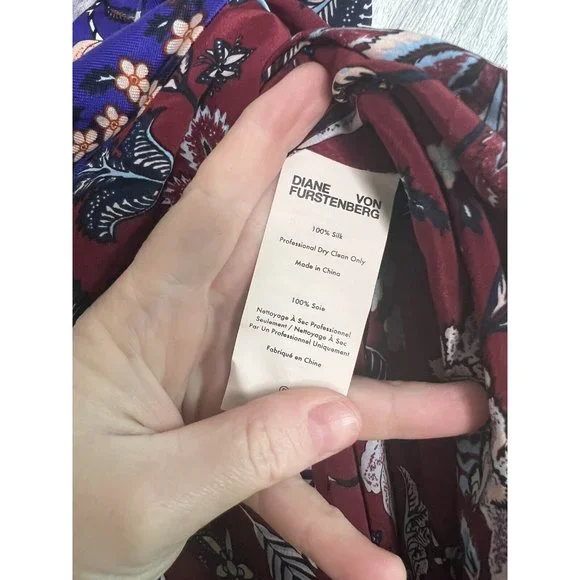 DIANE VON
FURSTENBERG
100% Silk
Professional Dry Clean Only
Made in China
100% Soie
Nettoyage À Sec Professionnel
Seulement / Nettoyage À Sec
Par Un Professionnel Uniquement
Fabriqué en Chine